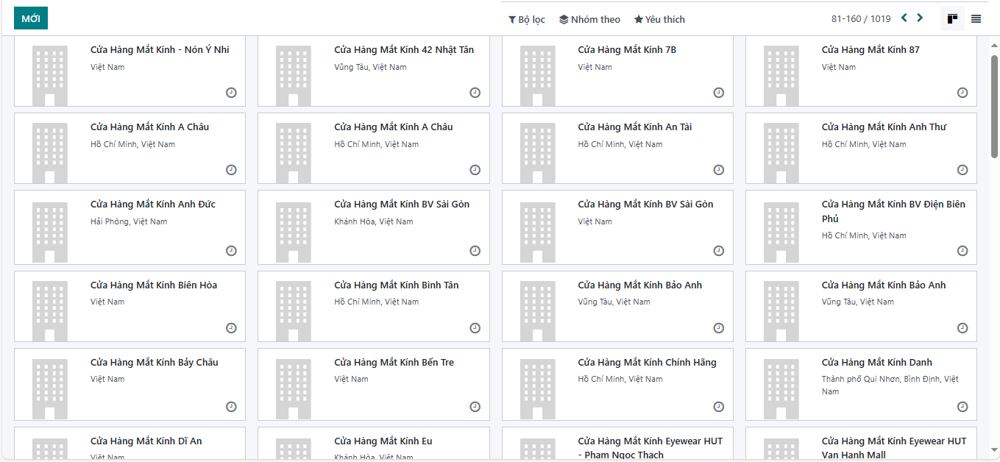 MỚI
Bộ lọc
Nhóm theo
Yêu thích
81-160 / 1019
Cửa Hàng Mắt Kính - Nón Ý Nhi
Việt Nam
Cửa Hàng Mắt Kính 42 Nhật Tân
Vũng Tàu, Việt Nam
Cửa Hàng Mắt Kính 7B
Việt Nam
Cửa Hàng Mắt Kính 87
Việt Nam
Cửa Hàng Mắt Kính A Châu
Hồ Chí Minh, Việt Nam
Cửa Hàng Mắt Kính A Châu
Hồ Chí Minh, Việt Nam
Cửa Hàng Mắt Kính An Tài
Hồ Chí Minh, Việt Nam
Cửa Hàng Mắt Kính Anh Thư
Hồ Chí Minh, Việt Nam
Cửa Hàng Mắt Kính Anh Đức
Hải Phòng, Việt Nam
Cửa Hàng Mắt Kính BV Sài Gòn
Khánh Hòa, Việt Nam
Cửa Hàng Mắt Kính BV Sài Gòn
Việt Nam
Cửa Hàng Mắt Kính BV Điện Biên
Phủ
Hồ Chí Minh, Việt Nam
Cửa Hàng Mắt Kính Biên Hòa
Việt Nam
Cửa Hàng Mắt Kính Bình Tân
Hồ Chí Minh, Việt Nam
Cửa Hàng Mắt Kính Bảo Anh
Vũng Tàu, Việt Nam
Cửa Hàng Mắt Kính Bảo Anh
Vũng Tàu, Việt Nam
Cửa Hàng Mắt Kính Bảy Châu
Việt Nam
Cửa Hàng Mắt Kính Bến Tre
Việt Nam
Cửa Hàng Mắt Kính Chính Hãng
Hồ Chí Minh, Việt Nam
Cửa Hàng Mắt Kính Danh
Thành phố Qui Nhơn, Bình Định, Việt
Nam
Cửa Hàng Mắt Kính Dĩ An
Việt Nam
Cửa Hàng Mắt Kính Eu
Khánh Hòa, Việt Nam
Cửa Hàng Mắt Kính Eyewear HUT
- Phạm Ngọc Thạch
Cửa Hàng Mắt Kính Eyewear HUT
Vạn Hạnh Mall